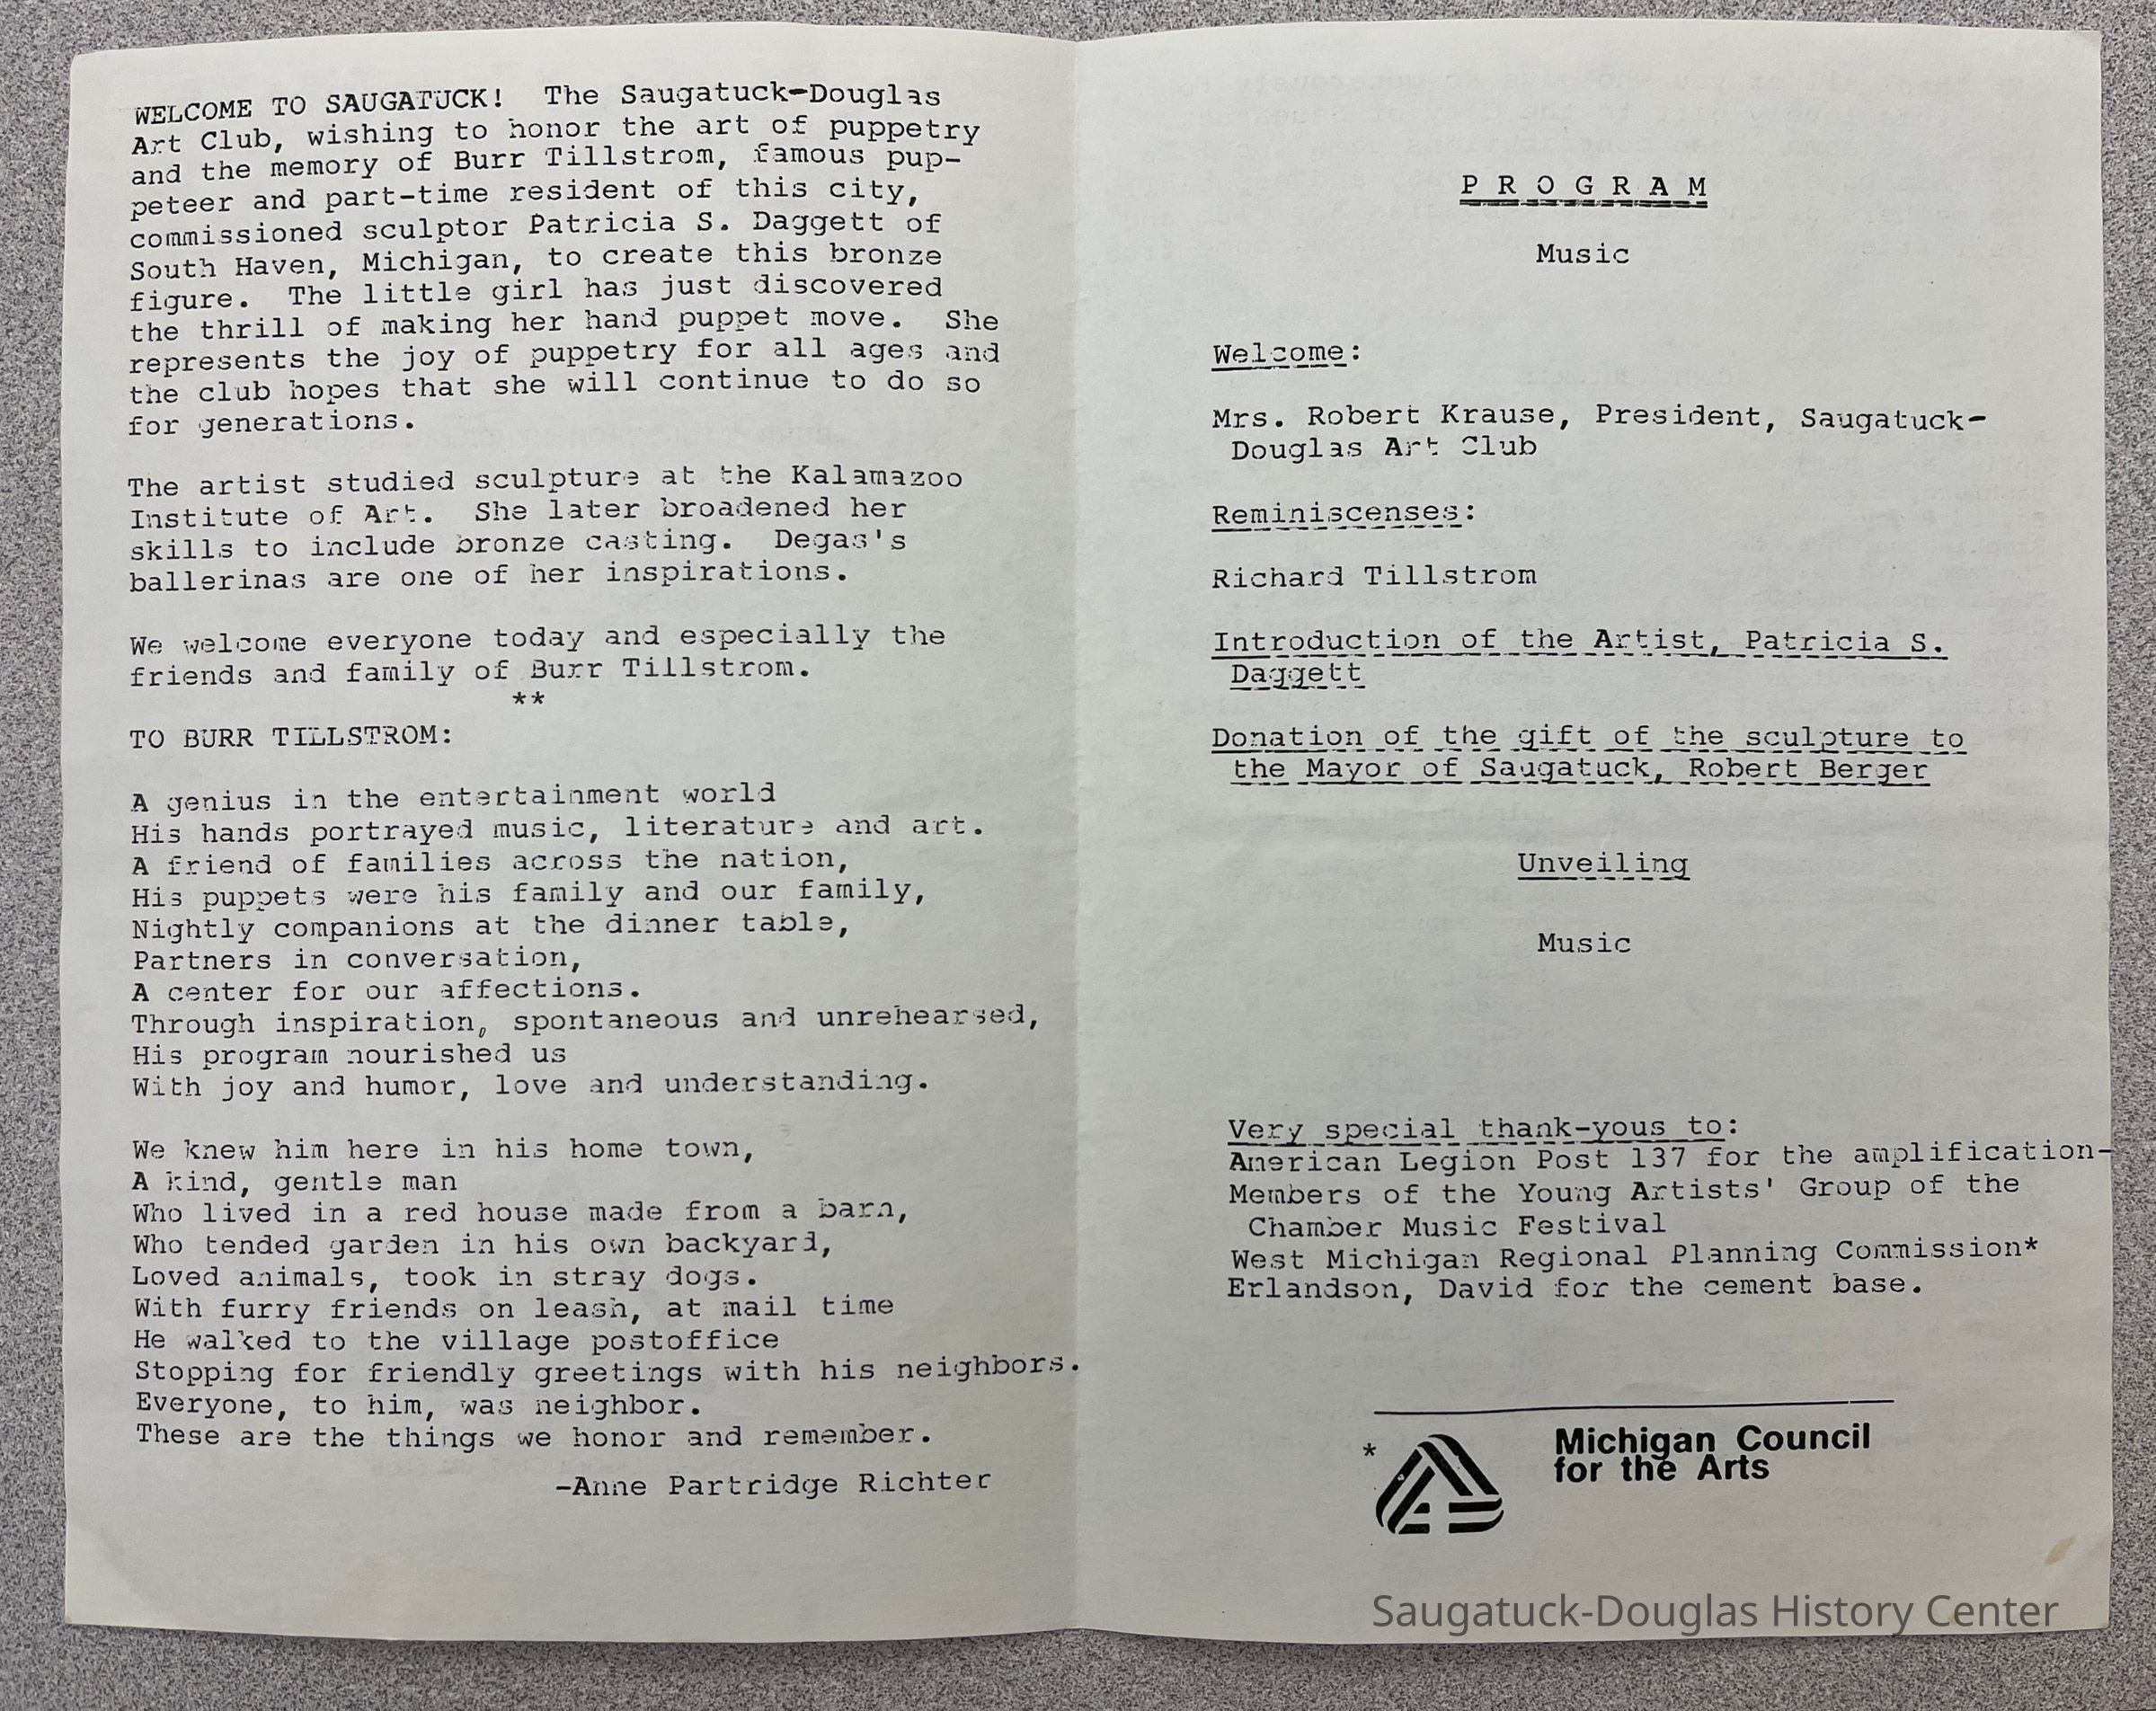 WELCOME TO SAUGATUCK!  The Saugatuck-Douglas
Art Club, wishing to honor the art of puppetry
and the memory of Burr Tillstrom, famous pup-
peteer and part-time resident of this city,
commissioned sculptor Patricia S. Daggett of
South Haven, Michigan, to create this bronze
figure.  The little girl has just discovered
the thrill of making her hand puppet move.  She
represents the joy of puppetry for all ages and
the club hopes that she will continue to do so
for generations.

The artist studied sculpture at the Kalamazoo
Institute of Art.  She later broadened her
skills to include bronze casting.  Degas's
ballerinas are one of her inspirations.

We welcome everyone today and especially the
friends and family of Burr Tillstrom.
**
TO BURR TILLSTROM:

A genius in the entertainment world
His hands portrayed music, literature and art.
A friend of families across the nation,
His puppets were his family and our family,
Nightly companions at the dinner table,
Partners in conversation,
A center for our affections.
Through inspiration, spontaneous and unrehearsed,
His program nourished us
With joy and humor, love and understanding.

We knew him here in his home town,
A kind, gentle man
Who lived in a red house made from a barn,
Who tended garden in his own backyard,
Loved animals, took in stray dogs.
With furry friends on leash, at mail time
He walked to the village postoffice
Stopping for friendly greetings with his neighbors.
Everyone, to him, was neighbor.
These are the things we honor and remember.
-Anne Partridge Richter

P R O G R A M
Music
Welcome:
Mrs. Robert Krause, President, Saugatuck-
Douglas Art Club
Reminiscenses:
Richard Tillstrom
Introduction of the Artist, Patricia S.
Daggett
Donation of the gift of the sculpture to
the Mayor of Saugatuck, Robert Berger
Unveiling
Music
Very special thank-yous to:
American Legion Post 137 for the amplification-
Members of the Young Artists' Group of the
Chamber Music Festival
West Michigan Regional Planning Commission*
Erlandson, David for the cement base.
* Michigan Council
for the Arts
Saugatuck-Douglas History Center